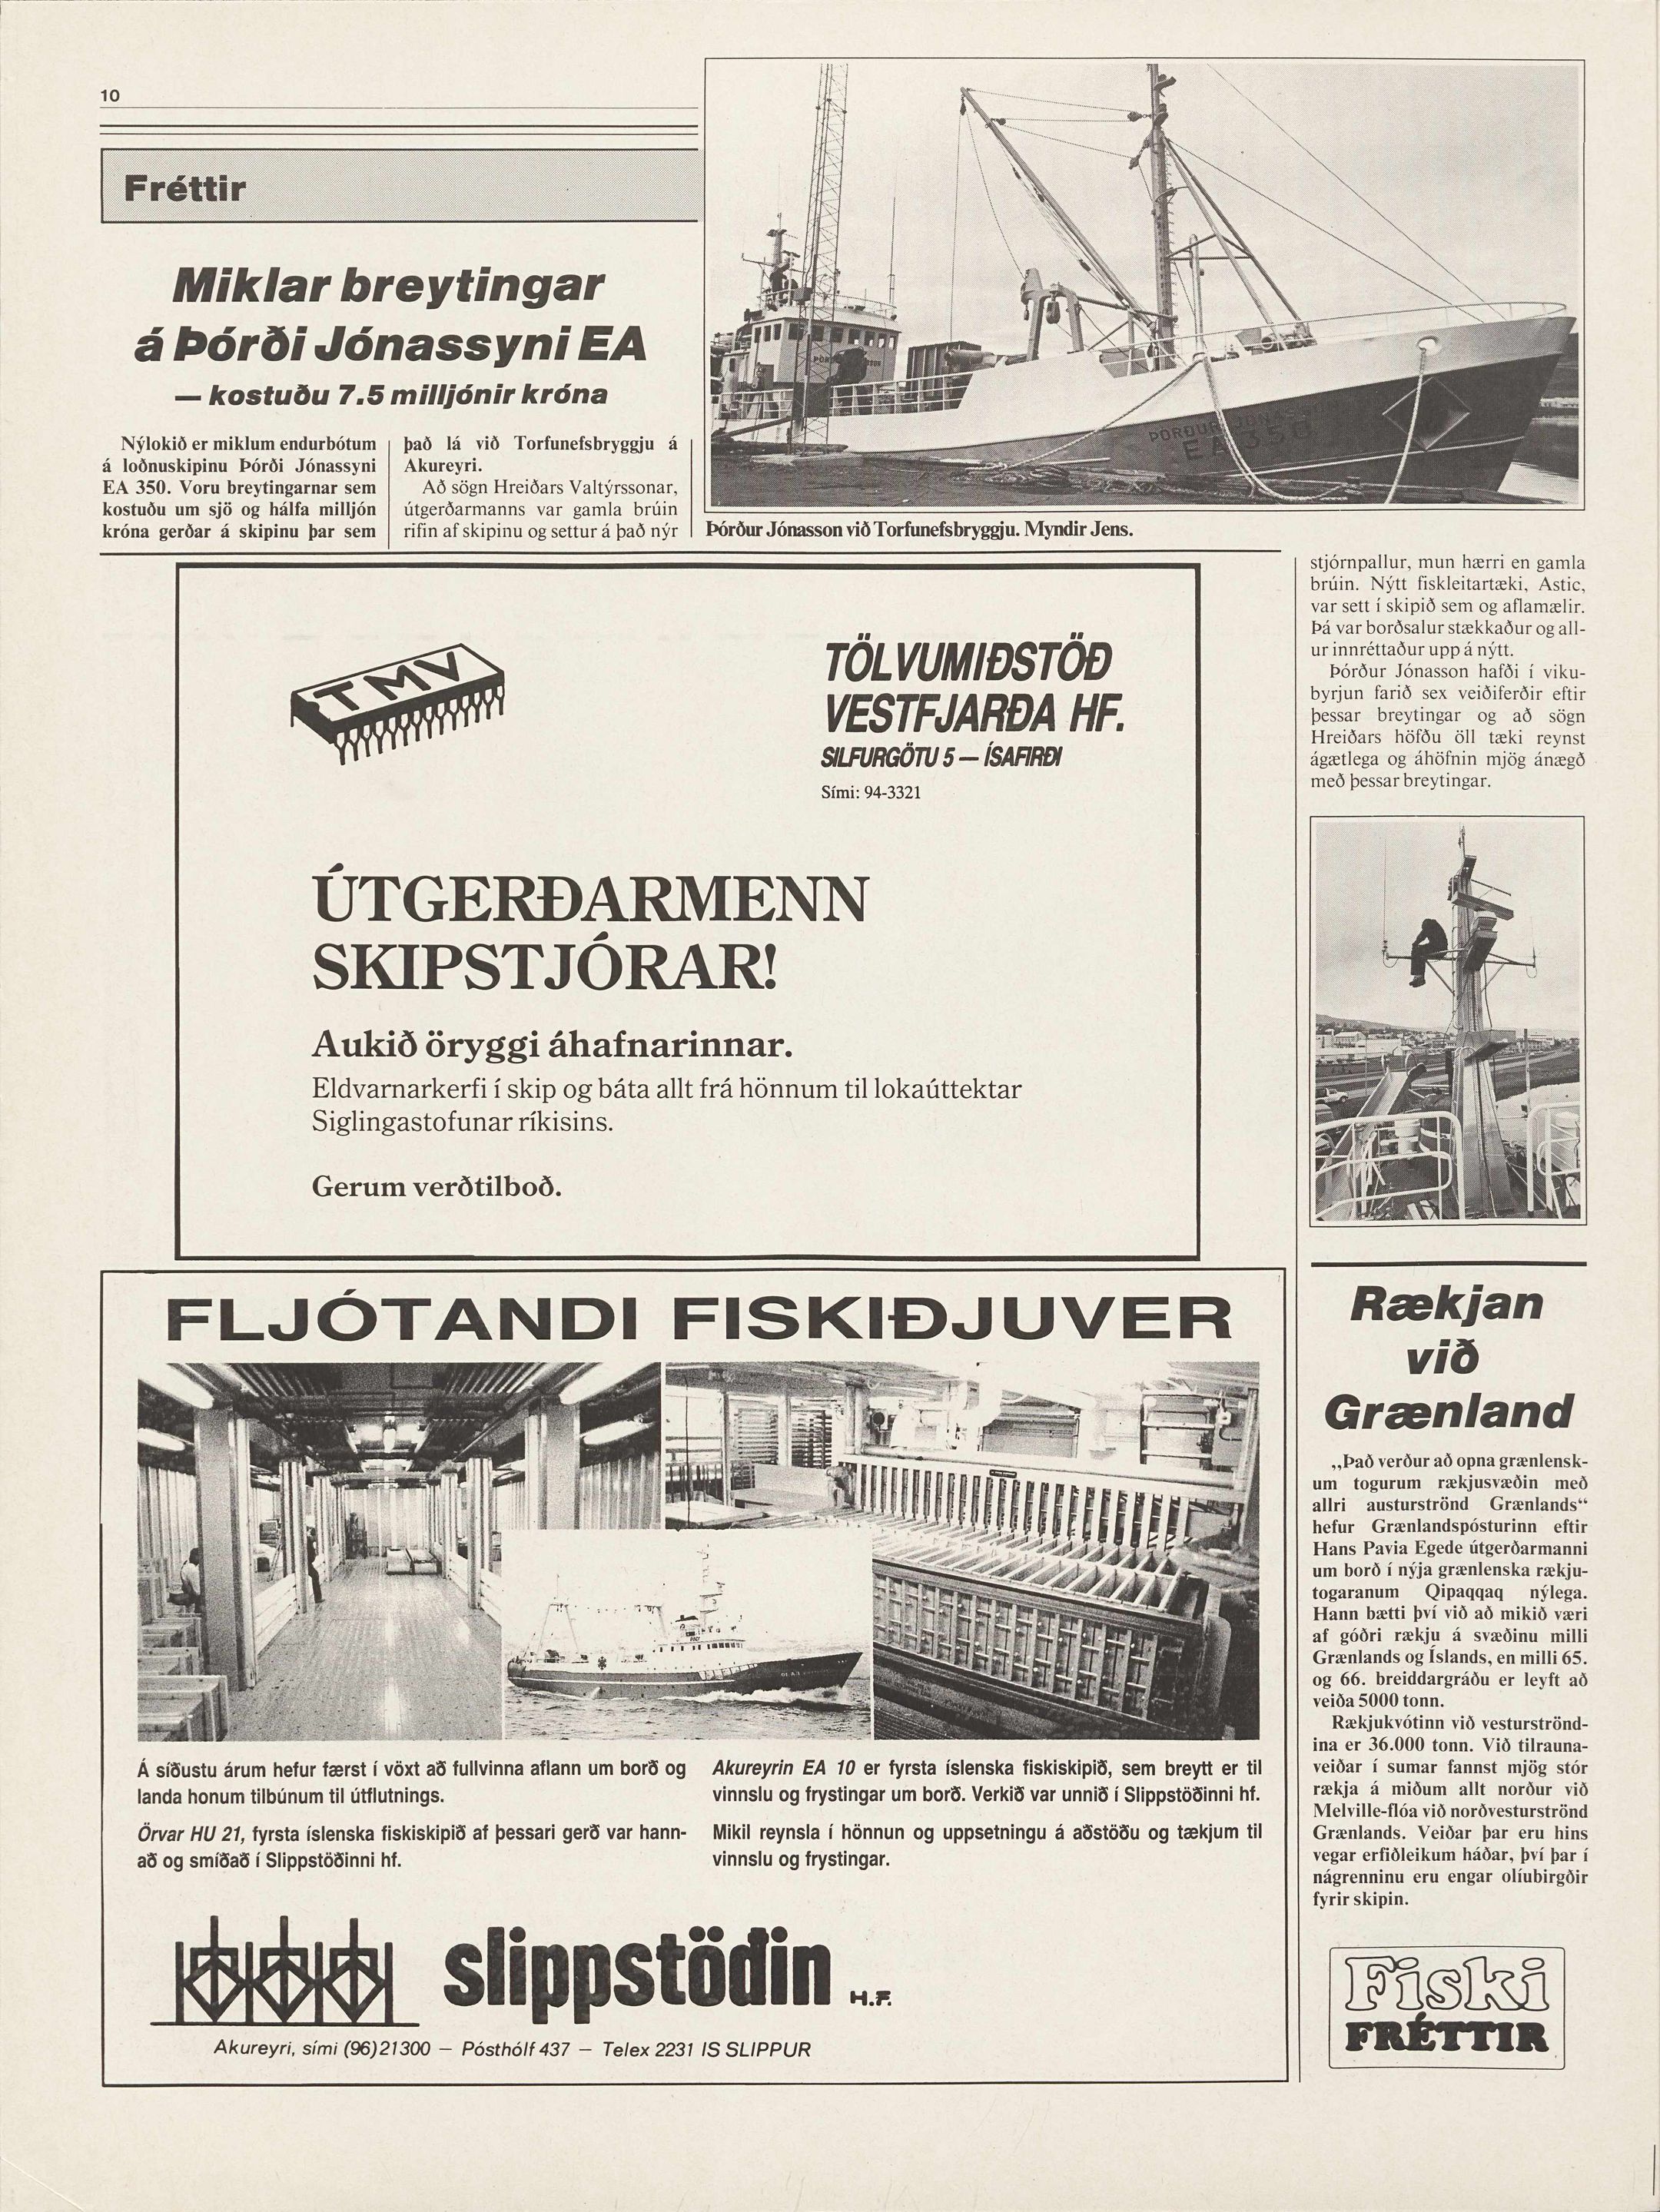 10
Fréttir
Miklar breytingar
á Þórði Jónassyni EA
— kostuðu 7.5 milljónir króna
Nýlokið er miklum endurbótum
á loðnuskipinu Þórði Jónassyni
EA 350. Voru breytingarnar sem
kostuðu um sjö og hálfa milljón
króna gerðar á skipinu þar sem
það lá við Torfunefsbryggju á
Akureyri.
Að sögn Hreiðars Valtýrssonar,
útgerðarmanns var gamla brúin
rifin af skipinu og settur á það nýr
ÞÓRÐUR JÓNASSON
EA 350
Þórður Jónasson við Torfunefsbryggju. Myndir Jens.
stjórnpallur, mun hærri en gamla
brúin. Nýtt fiskleitartæki, Astic,
var sett í skipið sem og aflamælir.
Þá var borðsalur stækkaður og all-
ur innréttaður upp á nýtt.
Þórður Jónasson hafði í viku-
byrjun farið sex veiðiferðir eftir
þessar breytingar og að sögn
Hreiðars höfðu öll tæki reynst
ágætlega og áhöfnin mjög ánægð
með þessar breytingar.
TMV
TÖLVUMIÐSTÖÐ
VESTFJARÐA HF.
SILFURGÖTU 5 — ÍSAFIRÐI
Sími: 94-3321
ÚTGERÐARMENN
SKIPSTJÓRAR!
Aukið öryggi áhafnarinnar.
Eldvarnarkerfi í skip og báta allt frá hönnum til lokaúttektar
Siglingastofunar ríkisins.
Gerum verðtilboð.
FLJÓTANDI FISKIÐJUVER
Á síðustu árum hefur færst í vöxt að fullvinna aflann um borð og
landa honum tilbúnum til útflutnings.
Örvar HU 21, fyrsta íslenska fiskiskipið af þessari gerð var hann-
að og smíðað í Slippstöðinni hf.
Akureyrin EA 10 er fyrsta íslenska fiskiskipið, sem breytt er til
vinnslu og frystingar um borð. Verkið var unnið í Slippstöðinni hf.
Mikil reynsla í hönnun og uppsetningu á aðstöðu og tækjum til
vinnslu og frystingar.
slippstöðin H.F.
Akureyri, sími (96)21300 — Pósthólf 437 — Telex 2231 IS SLIPPUR
Rækjan
við
Grænland
,,Það verður að opna grænlensk-
um togurum rækjusvæðin með
allri austurströnd Grænlands“
hefur Grænlandspósturinn eftir
Hans Pavia Egede útgerðarmanni
um borð í nýja grænlenska rækju-
togaranum Qipaqqaq nýlega.
Hann bætti því við að mikið væri
af góðri rækju á svæðinu milli
Grænlands og Íslands, en milli 65.
og 66. breiddargráðu er leyft að
veiða 5000 tonn.
Rækjukvótinn við vesturströnd-
ina er 36.000 tonn. Við tilrauna-
veiðar í sumar fannst mjög stór
rækja á miðum allt norður við
Melville-flóa við norðvesturströnd
Grænlands. Veiðar þar eru hins
vegar erfiðleikum háðar, því þar í
nágrenninu eru engar olíubirgðir
fyrir skipin.
Fiski
FRÉTTIR